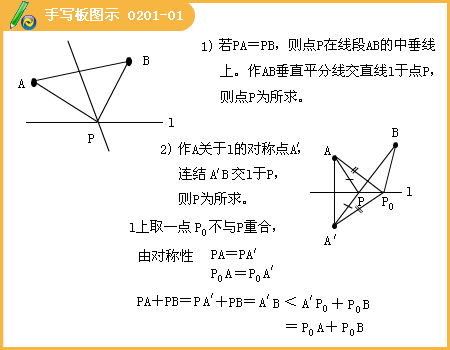 手写板图示 0201-01
1) 若PA=PB，则点P在线段AB的中垂线
上。作AB垂直平分线交直线l于点P，
则点P为所求。
A
B
P
l
2) 作A关于l的对称点A′，
连结 A′B 交l于P，
则P为所求。
A
B
P
P₀
l
A′
l上取一点 P₀ 不与P重合，
由对称性 PA=PA′
P₀A=P₀A′
PA+PB=PA′+PB=A′B < A′P₀+P₀B
=P₀A+P₀B